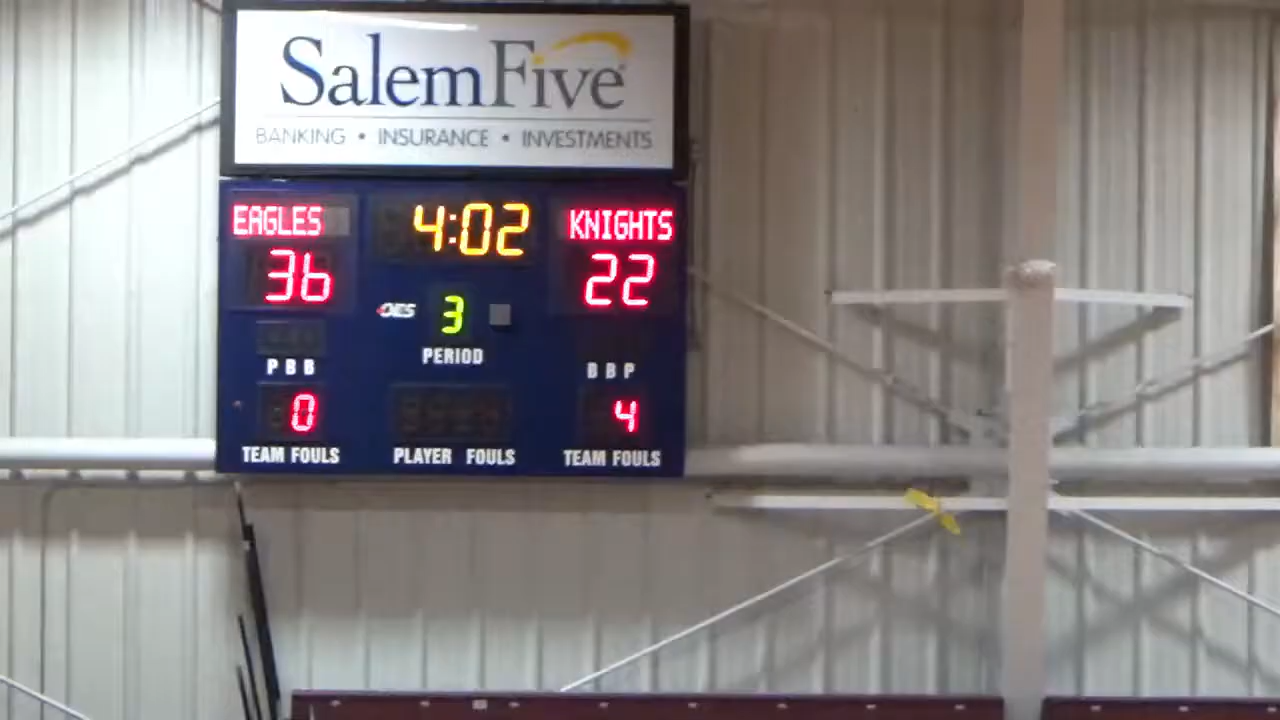 SalemFive
BANKING • INSURANCE • INVESTMENTS
EAGLES 4:02 KNIGHTS
36 22
OES 3
PERIOD
P B B B B P
0 4
TEAM FOULS PLAYER FOULS TEAM FOULS